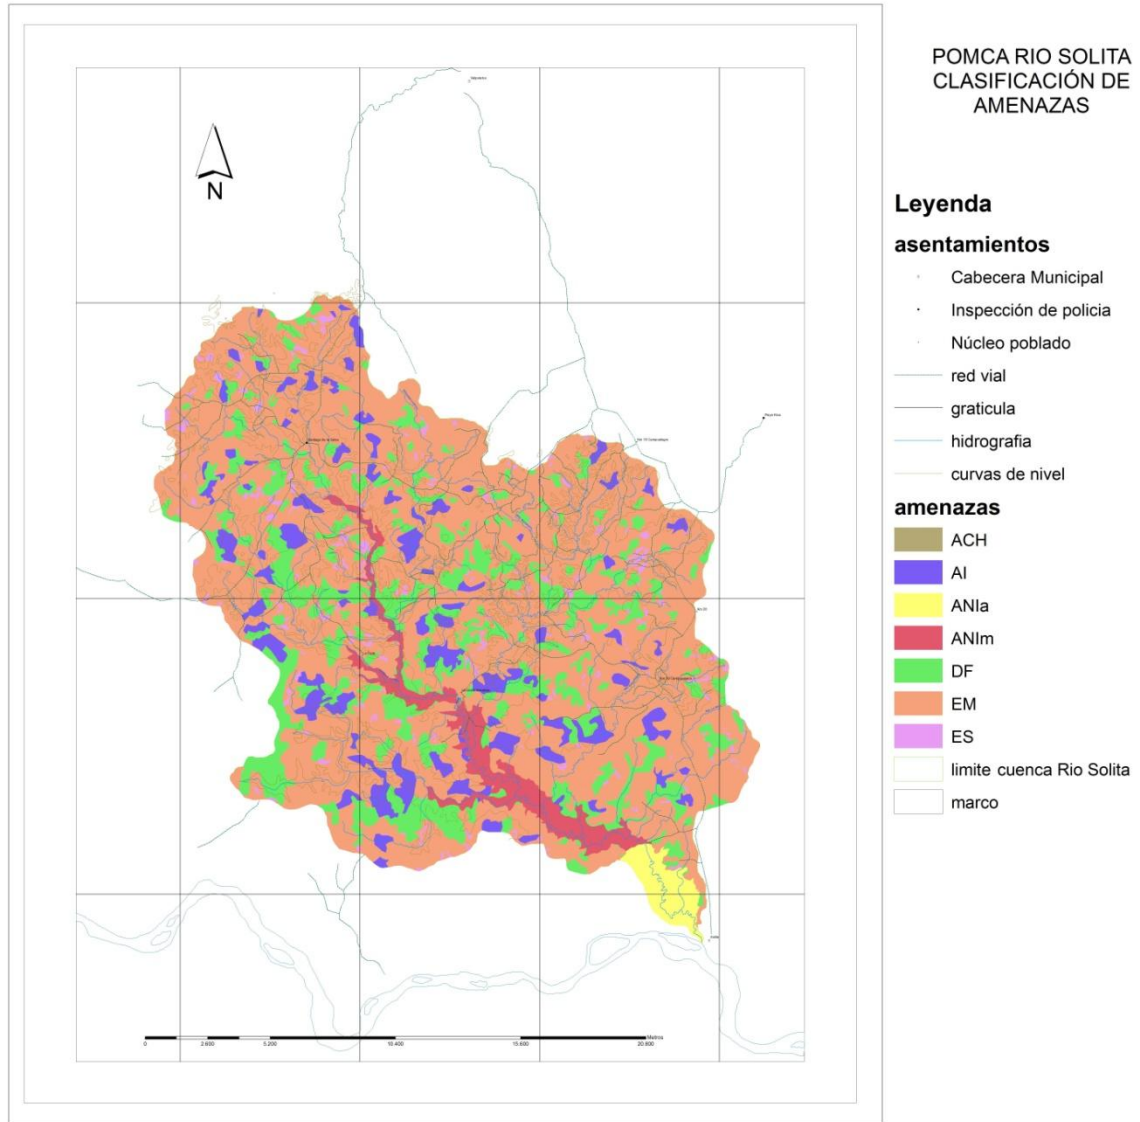 POMCA RIO SOLITA
CLASIFICACIÓN DE
AMENAZAS
N
Leyenda
asentamientos
Cabecera Municipal
Inspección de policia
Núcleo poblado
red vial
graticula
hidrografia
curvas de nivel
amenazas
ACH
AI
ANIa
ANIm
DF
EM
ES
limite cuenca Rio Solita
marco
Metros
0 2.600 5.200 10.400 15.600 20.800